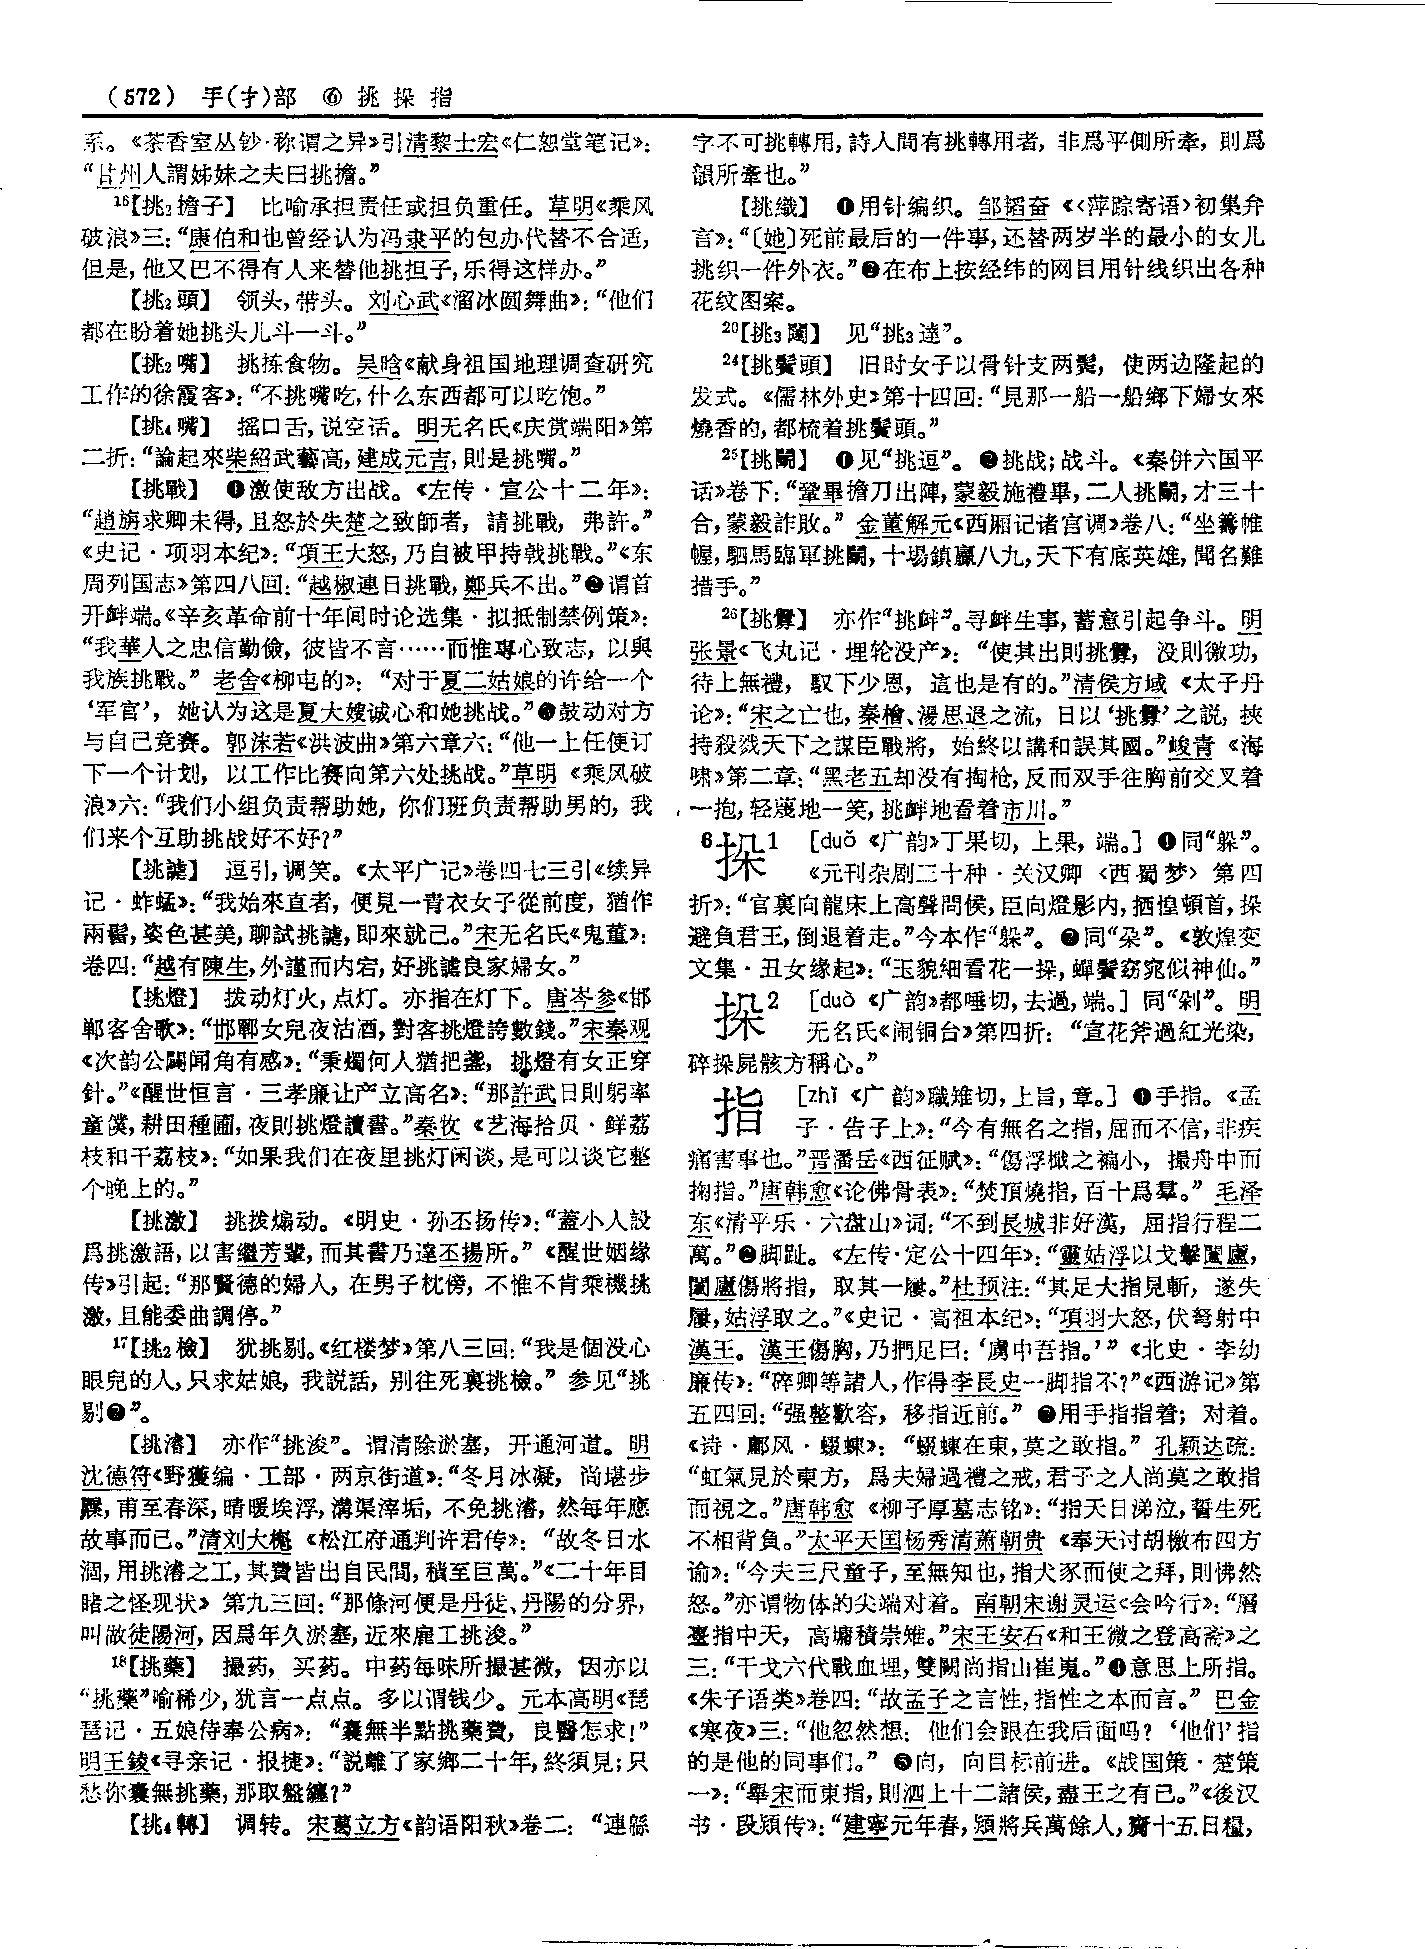 (572) 手(扌)部 ⑥ 挑 挆 指
系。《茶香室丛钞·称谓之异》引清黎士宏《仁恕堂笔记》：
“甘州人謂姊妹之夫曰挑擔。”
16【挑2擔子】 比喻承担责任或担负重任。草明《乘风
破浪》三：“康伯和也曾经认为冯隶平的包办代替不合适，
但是，他又巴不得有人来替他挑担子，乐得这样办。”
【挑2頭】 领头，带头。刘心武《溜冰圆舞曲》：“他们
都在盼着她挑头儿斗一斗。”
【挑2嘴】 挑拣食物。吴晗《献身祖国地理调查研究
工作的徐霞客》：“不挑嘴吃，什么东西都可以吃饱。”
【挑4嘴】 摇口舌，说空话。明无名氏《庆赏端阳》第
二折：“論起來柴紹武藝高，建成元吉，則是挑嘴。”
【挑戰】 ❶激使敌方出战。《左传·宣公十二年》：
“趙旃求卿未得，且怒於失楚之致師者，請挑戰，弗許。”
《史记·项羽本纪》：“項王大怒，乃自被甲持戟挑戰。”《东
周列国志》第四八回：“越椒連日挑戰，鄭兵不出。”❷谓首
开衅端。《辛亥革命前十年间时论选集·拟抵制禁例策》：
“我華人之忠信勤儉，彼皆不言……而惟專心致志，以與
我族挑戰。”老舍《柳屯的》：“对于夏二姑娘的许给一个
‘军官’，她认为这是夏大嫂诚心和她挑战。”❸鼓动对方
与自己竞赛。郭沫若《洪波曲》第六章六：“他一上任便订
下一个计划，以工作比赛向第六处挑战。”草明《乘风破
浪》六：“我们小组负责帮助她，你们班负责帮助男的，我
们来个互助挑战好不好?”
【挑謔】 逗引，调笑。《太平广记》卷四七三引《续异
记·蚱蜢》：“我始來直者，便見一青衣女子從前度，猶作
兩髻，姿色甚美，聊試挑謔，即來就己。”宋无名氏《鬼董》：
卷四：“越有陳生，外謹而内宕，好挑謔良家婦女。”
【挑燈】 拨动灯火，点灯。亦指在灯下。唐岑参《邯
郸客舍歌》：“邯鄲女兒夜沽酒，對客挑燈誇數錢。”宋秦观
《次韵公闢闻角有感》：“秉燭何人猶把盞，挑燈有女正穿
針。”《醒世恒言·三孝廉让产立高名》：“那許武日則躬率
童僕，耕田種圃，夜則挑燈讀書。”秦牧《艺海拾贝·鲜荔
枝和干荔枝》：“如果我们在夜里挑灯闲谈，是可以谈它整
个晚上的。”
【挑激】 挑拨煽动。《明史·孙丕扬传》：“蓋小人設
爲挑激語，以害繼芳輩，而其書乃達丕揚所。”《醒世姻缘
传》引起：“那賢德的婦人，在男子枕傍，不惟不肯乘機挑
激，且能委曲調停。”
17【挑2檢】 犹挑剔。《红楼梦》第八三回：“我是個没心
眼兒的人，只求姑娘，我說話，别往死裏挑檢。”参见“挑
剔❷”。
【挑濬】 亦作“挑浚”。谓清除淤塞，开通河道。明
沈德符《野獲编·工部·两京街道》：“冬月冰凝，尚堪步
屧，甫至春深，晴暖埃浮，溝渠滓垢，不免挑濬，然每年應
故事而已。”清刘大櫆《松江府通判许君传》：“故冬日水
涸，用挑濬之工，其費皆出自民間，積至巨萬。”《二十年目
睹之怪现状》第九三回：“那條河便是丹徒、丹陽的分界，
叫做徒陽河，因爲年久淤塞，近來雇工挑浚。”
18【挑藥】 撮药，买药。中药每味所撮甚微，因亦以
“挑藥”喻稀少，犹言一点点。多以谓钱少。元本高明《琵
琶记·五娘侍奉公病》：“囊無半點挑藥費，良醫怎求！”
明王錂《寻亲记·报捷》：“説離了家鄉二十年，終須見；只
愁你囊無挑藥，那取盤纏?”
【挑4轉】 调转。宋葛立方《韵语阳秋》卷二：“連緜
字不可挑轉用，詩人間有挑轉用者，非爲平側所牽，則爲
韻所牽也。”
【挑織】 ❶用针编织。邹韬奋《〈萍踪寄语〉初集弁
言》：“〔她〕死前最后的一件事，还替两岁半的最小的女儿
挑织一件外衣。”❷在布上按经纬的网目用针线织出各种
花纹图案。
20【挑3闥】 见“挑3達”。
24【挑鬢頭】 旧时女子以骨针支两鬓，使两边隆起的
发式。《儒林外史》第十四回：“見那一船一船鄉下婦女來
燒香的，都梳着挑鬢頭。”
25【挑鬭】 ❶见“挑逗”。❷挑战；战斗。《秦併六国平
话》卷下：“鞏畢擔刀出陣，蒙毅施禮畢，二人挑鬭，才三十
合，蒙毅詐敗。”金董解元《西厢记诸宫调》卷八：“坐籌帷
幄，駟馬臨軍挑鬭，十場鎮贏八九，天下有底英雄，聞名難
措手。”
26【挑釁】 亦作“挑衅”。寻衅生事，蓄意引起争斗。明
张景《飞丸记·埋轮没产》：“使其出則挑釁，没則徼功，
待上無禮，馭下少恩，這也是有的。”清侯方域《太子丹
论》：“宋之亡也，秦檜、湯思退之流，日以‘挑釁’之説，挾
持殺戮天下之謀臣戰將，始終以講和誤其國。”峻青《海
啸》第二章：“黑老五却没有掏枪，反而双手往胸前交叉着
一抱，轻蔑地一笑，挑衅地看着市川。”
6挆1 [duǒ《广韵》丁果切，上果，端。] ❶同“躲”。
《元刊杂剧三十种·关汉卿〈西蜀梦〉第四
折》：“官裏向龍床上高聲問候，臣向燈影内，恓惶頓首，挆
避負君王，倒退着走。”今本作“躲”。❷同“朵”。《敦煌变
文集·丑女缘起》：“玉貌細看花一挆，蟬鬢窈窕似神仙。”
挆2 [duò《广韵》都唾切，去過，端。] 同“剁”。明
无名氏《闹铜台》第四折：“宣花斧過紅光染，
碎挆屍骸方稱心。”
指 [zhǐ《广韵》職雉切，上旨，章。] ❶手指。《孟
子·告子上》：“今有無名之指，屈而不信，非疾
痛害事也。”晋潘岳《西征赋》：“傷浮檝之褊小，撮舟中而
掬指。”唐韩愈《论佛骨表》：“焚頂燒指，百十爲羣。”毛泽
东《清平乐·六盘山》词：“不到長城非好漢，屈指行程二
萬。”❷脚趾。《左传·定公十四年》：“靈姑浮以戈擊闔廬，
闔廬傷將指，取其一屨。”杜预注：“其足大指見斬，遂失
屨，姑浮取之。”《史记·高祖本纪》：“項羽大怒，伏弩射中
漢王。漢王傷胸，乃捫足曰：‘虜中吾指。’”《北史·李幼
廉传》：“碎卿等諸人，作得李長史一脚指不?”《西游记》第
五四回：“强整歡容，移指近前。”❸用手指指着；对着。
《诗·鄘风·蝃蝀》：“蝃蝀在東，莫之敢指。”孔颖达疏：
“虹氣見於東方，爲夫婦過禮之戒，君子之人尚莫之敢指
而視之。”唐韩愈《柳子厚墓志铭》：“指天日涕泣，誓生死
不相背負。”太平天国杨秀清萧朝贵《奉天讨胡檄布四方
谕》：“今夫三尺童子，至無知也，指犬豕而使之拜，則怫然
怒。”亦谓物体的尖端对着。南朝宋谢灵运《会吟行》：“層
臺指中天，高墉積崇雉。”宋王安石《和王微之登高斋》之
三：“干戈六代戰血埋，雙闕尚指山崔嵬。”❹意思上所指。
《朱子语类》卷四：“故孟子之言性，指性之本而言。”巴金
《寒夜》三：“他忽然想：他们会跟在我后面吗？‘他们’指
的是他的同事们。”❺向，向目标前进。《战国策·楚策
一》：“舉宋而東指，則泗上十二諸侯，盡王之有已。”《後汉
书·段颎传》：“建寧元年春，熲將兵萬餘人，齎十五日糧，